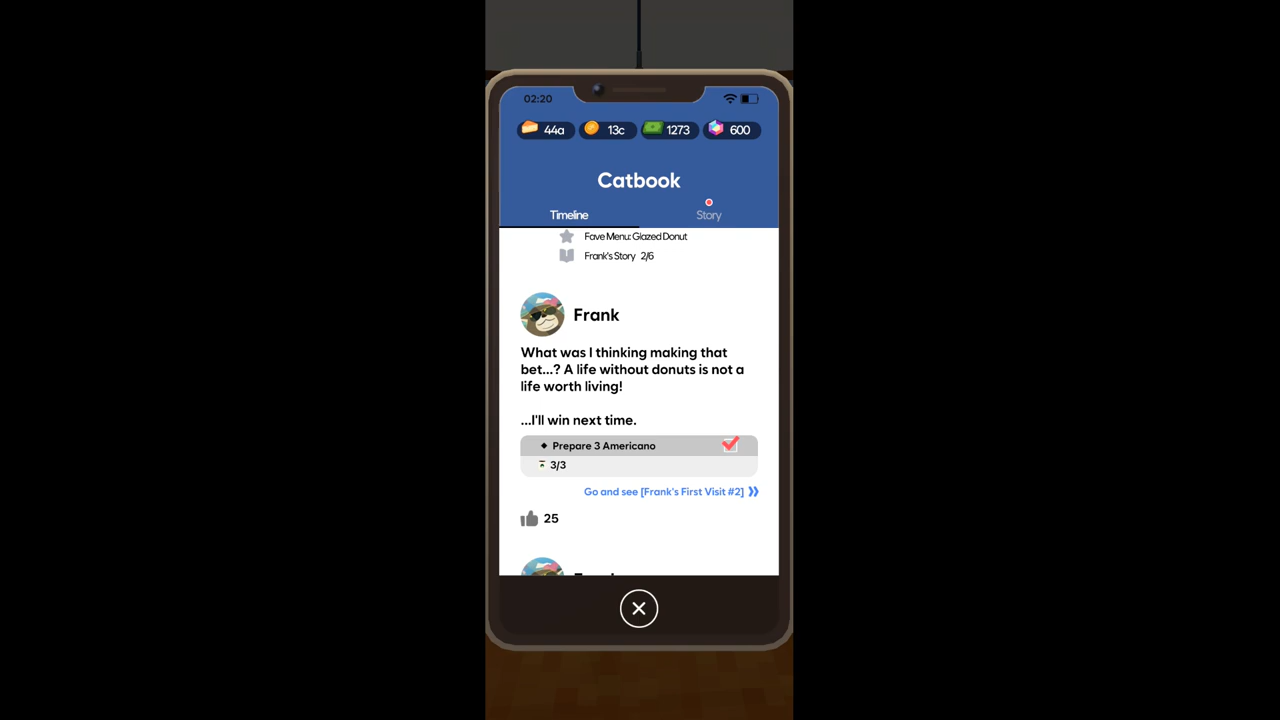 02:20
44a 13c 1273 600
Catbook
Timeline Story
Fave Menu: Glazed Donut
Frank's Story 2/6
Frank
What was I thinking making that
bet...? A life without donuts is not a
life worth living!
...I'll win next time.
◆ Prepare 3 Americano
3/3
Go and see [Frank's First Visit #2] »
25